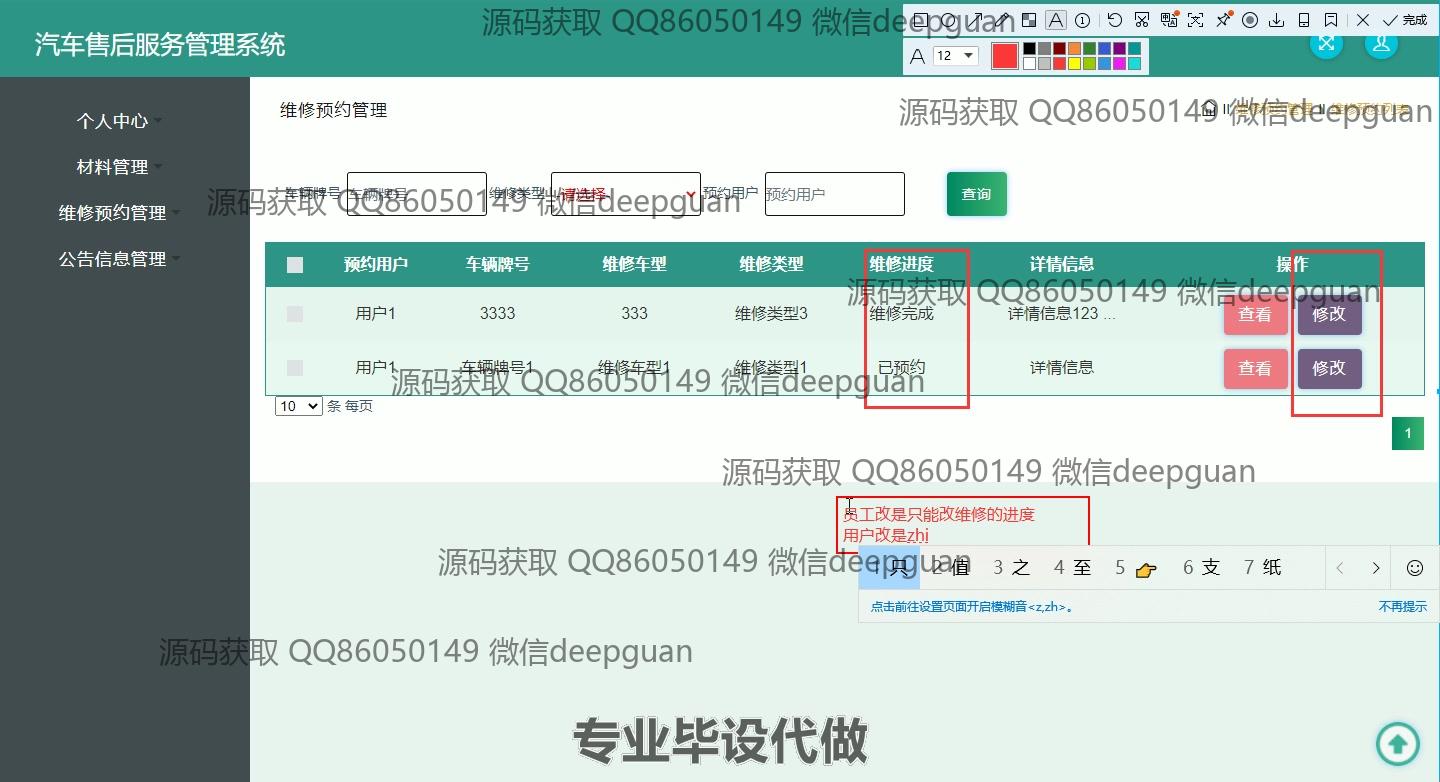 源码获取 QQ86050149 微信deepguan
A ① 完成
汽车售后服务管理系统
A 12
个人中心
材料管理
维修预约管理
公告信息管理
维修预约管理
源码获取 QQ86050149 微信deepguan
维修预约管理 维修预约列表
车辆牌号 车辆牌号 维修类型 请选择 预约用户 预约用户 查询
源码获取 QQ86050149 微信deepguan
预约用户 车辆牌号 维修车型 维修类型 维修进度 详情信息 操作
源码获取 QQ86050149 微信deepguan
用户1 3333 333 维修类型3 维修完成 详情信息123 ... 查看 修改
用户1 车辆牌号1 维修车型1 维修类型1 已预约 详情信息 查看 修改
源码获取 QQ86050149 微信deepguan
10 条 每页
1
源码获取 QQ86050149 微信deepguan
员工改是只能改维修的进度
用户改是zhi
源码获取 QQ86050149 微信deepguan
1 只 2 值 3 之 4 至 5 👉 6 支 7 纸
点击前往设置页面开启模糊音<z,zh>。 不再提示
源码获取 QQ86050149 微信deepguan
专业毕设代做